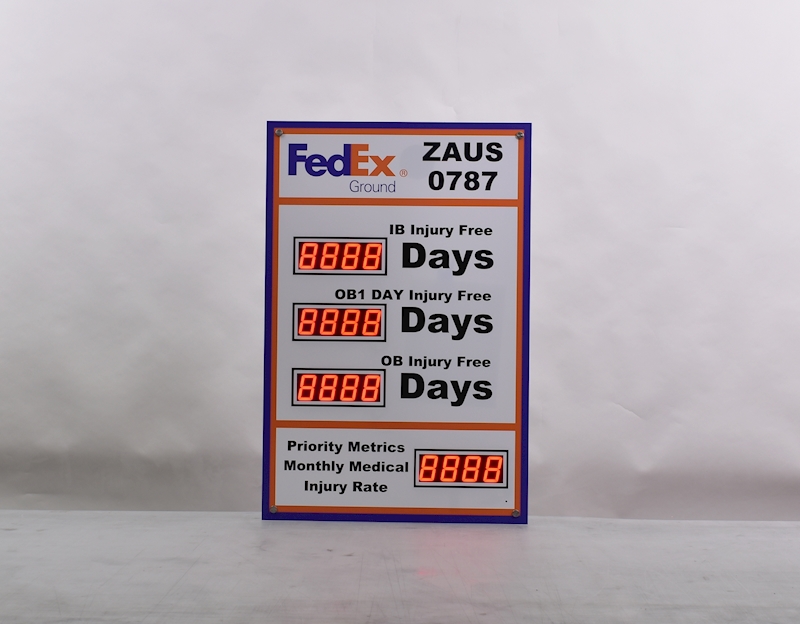 FedEx® ZAUS
Ground 0787
IB Injury Free
8888 Days
OB1 DAY Injury Free
8888 Days
OB Injury Free
8888 Days
Priority Metrics
Monthly Medical
Injury Rate
8888